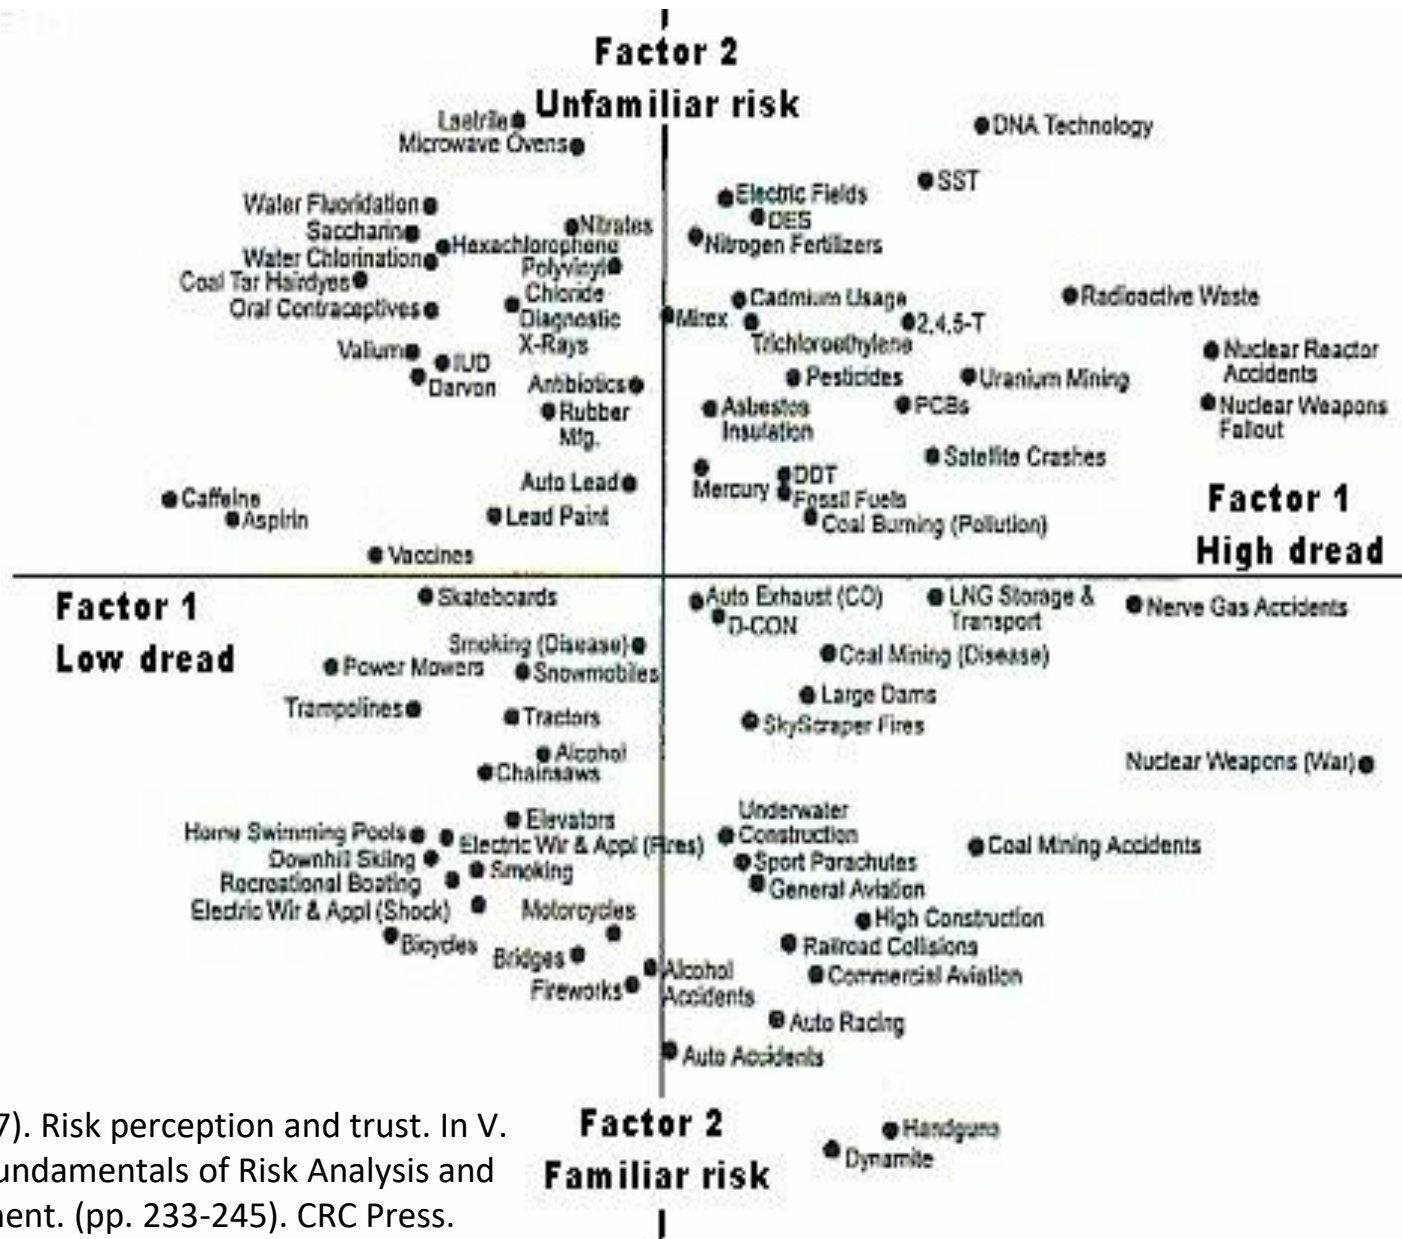 Factor 2
Unfamiliar risk
Laetrile
Microwave Ovens
DNA Technology
SST
Water Fluoridation
Saccharin
Water Chlorination
Coal Tar Hairdyes
Oral Contraceptives
Nitrates
Hexachlorophene
Polyvinyl
Chloride
Diagnostic
X-Rays
Electric Fields
DES
Nitrogen Fertilizers
Valium
IUD
Darvon
Antibiotics
Rubber
Mfg.
Mirex
Cadmium Usage
Trichloroethylene
2,4,5-T
Radioactive Waste
Pesticides
Uranium Mining
Nuclear Reactor
Accidents
Asbestos
Insulation
PCBs
Nuclear Weapons
Fallout
Satellite Crashes
Caffeine
Aspirin
Auto Lead
Lead Paint
Vaccines
Mercury
DDT
Fossil Fuels
Coal Burning (Pollution)
Factor 1
High dread
Factor 1
Low dread
Skateboards
Smoking (Disease)
Power Mowers
Snowmobiles
Trampolines
Tractors
Alcohol
Chainsaws
Auto Exhaust (CO)
D-CON
LNG Storage &
Transport
Nerve Gas Accidents
Coal Mining (Disease)
Large Dams
SkyScraper Fires
Nuclear Weapons (War)
Elevators
Home Swimming Pools
Electric Wir & Appl (Fires)
Downhill Skiing
Smoking
Recreational Boating
Electric Wir & Appl (Shock)
Motorcycles
Bicycles
Bridges
Fireworks
Alcohol
Accidents
Underwater
Construction
Coal Mining Accidents
Sport Parachutes
General Aviation
High Construction
Railroad Collisions
Commercial Aviation
Auto Racing
Auto Accidents
Handguns
Dynamite
Factor 2
Familiar risk
7). Risk perception and trust. In V.
undamentals of Risk Analysis and
ment. (pp. 233-245). CRC Press.